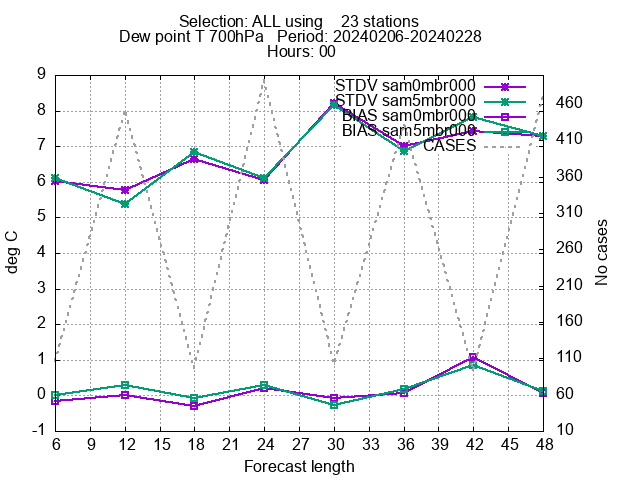 Selection: ALL using    23 stations
Dew point T 700hPa   Period: 20240206-20240228
Hours: 00
STDV sam0mbr000
STDV sam5mbr000
BIAS sam0mbr000
BIAS sam5mbr000
CASES
9
8
7
6
5
4
3
2
1
0
-1
deg C
460
410
360
310
260
210
160
110
60
10
No cases
6 9 12 15 18 21 24 27 30 33 36 39 42 45 48
Forecast length